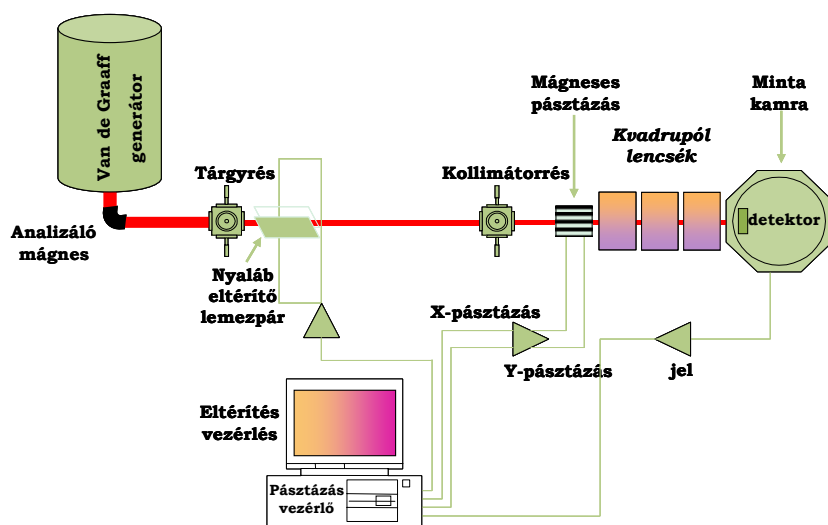 Van de Graaff
generátor
Analizáló
mágnes
Tárgyrés
Nyaláb
eltérítő
lemezpár
Kollimátorrés
Mágneses
pásztázás
Kvadrupól
lencsék
Minta
kamra
detektor
X-pásztázás
Y-pásztázás
jel
Eltérítés
vezérlés
Pásztázás
vezérlő